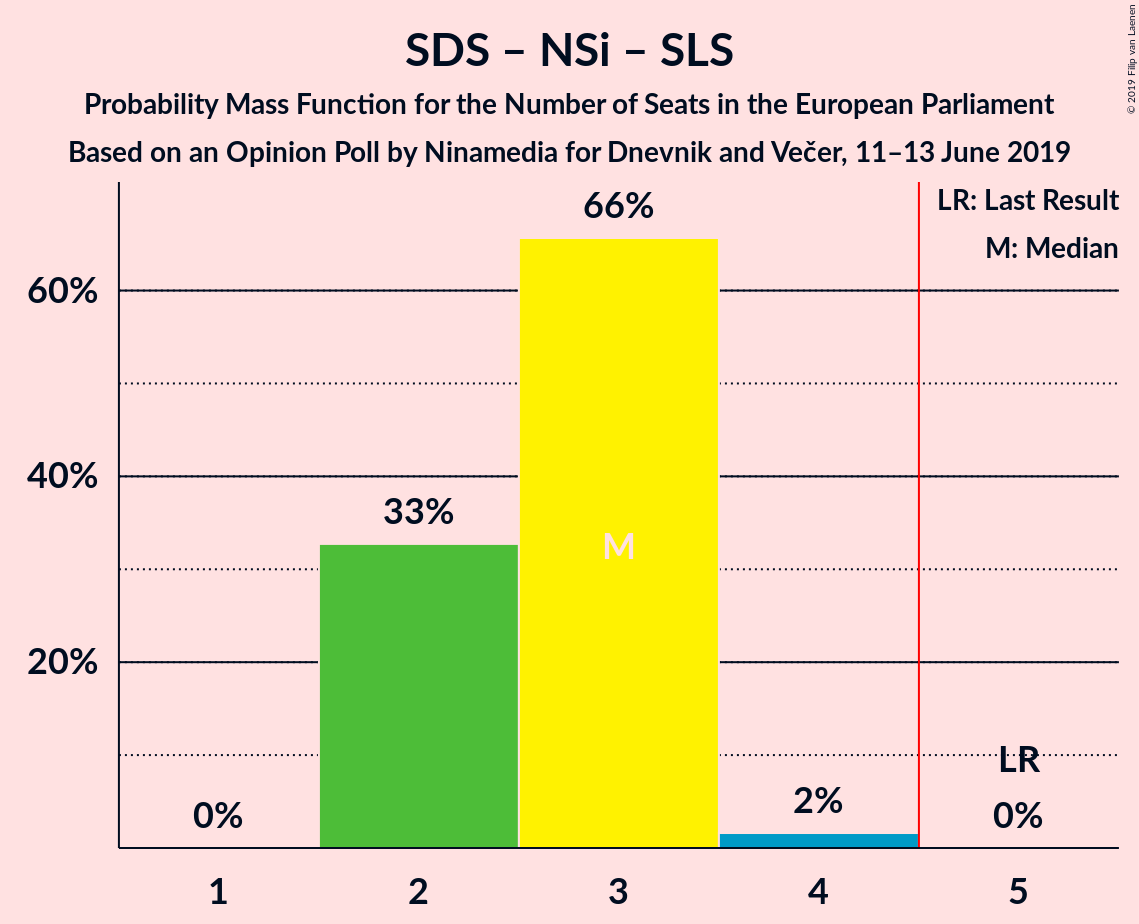 SDS – NSi – SLS
Probability Mass Function for the Number of Seats in the European Parliament
Based on an Opinion Poll by Ninamedia for Dnevnik and Večer, 11–13 June 2019
© 2019 Filip van Laenen
LR: Last Result
M: Median
66%
60%
40%
33%
M
20%
LR
0%
2%
0%
1 2 3 4 5